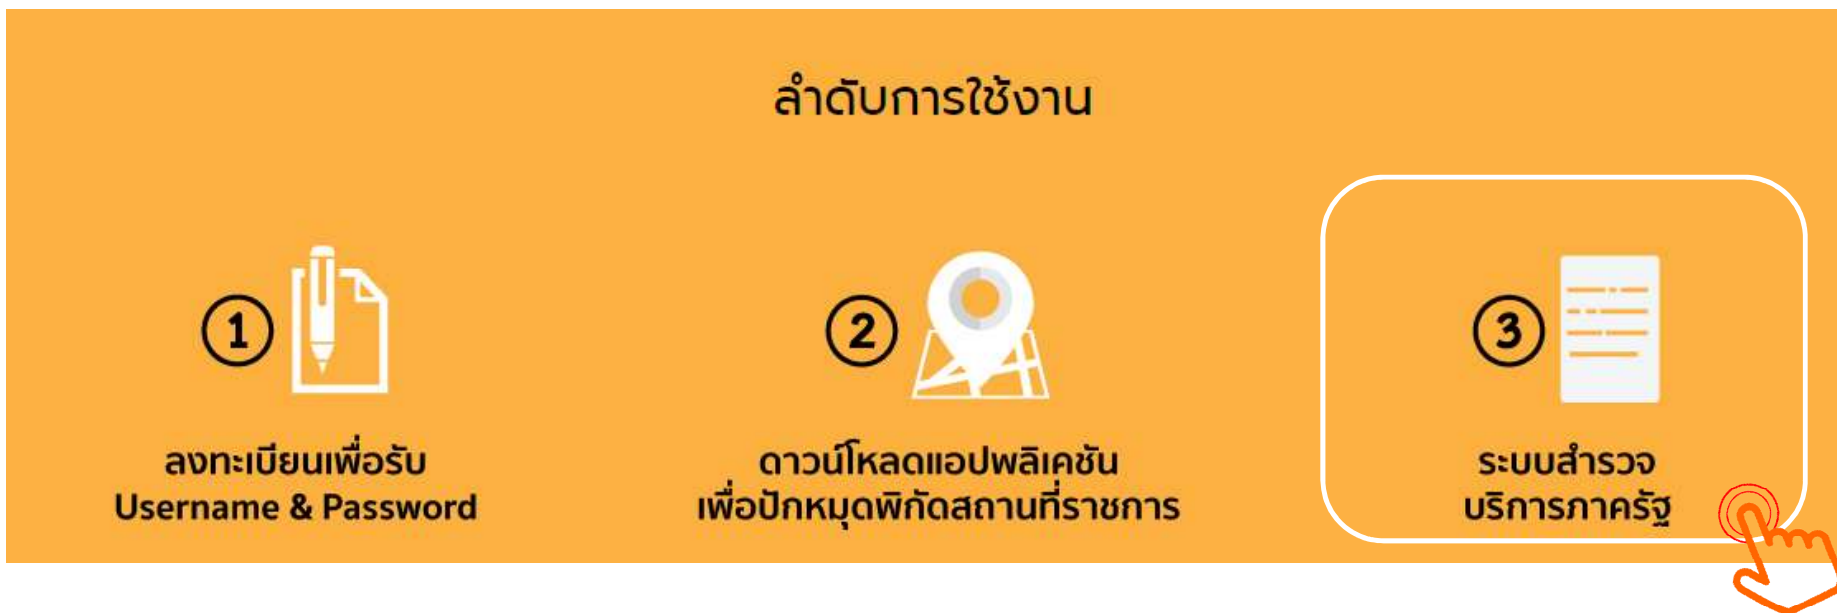 ลำดับการใช้งาน
1
ลงทะเบียนเพื่อรับ
Username & Password
2
ดาวน์โหลดแอปพลิเคชัน
เพื่อปักหมุดพิกัดสถานที่ราชการ
3
ระบบสำรวจ
บริการภาครัฐ